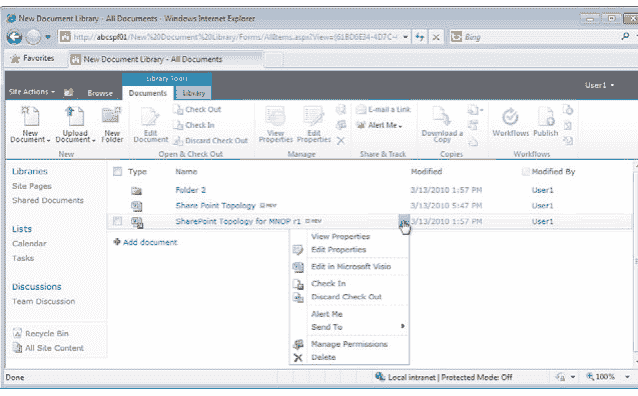 New Document Library - All Documents - Windows Internet Explorer
Bing
Favorites New Document Library - All Documents
Library Tools
Site Actions Browse Documents Library User1
New Document Upload Document New Folder Edit Document Check Out Check In Discard Check Out View Properties Edit Properties E-mail a Link Alert Me Download a Copy Workflows Publish
New Open & Check Out Manage Share & Track Copies Workflows
Libraries
Site Pages
Shared Documents
Lists
Calendar
Tasks
Discussions
Team Discussion
Recycle Bin
All Site Content
Type Name Modified Modified By
Folder 2 3/13/2010 1:57 PM User1
Share Point Topology NEW 3/13/2010 5:47 PM User1
SharePoint Topology for MNOP r1 NEW 3/13/2010 1:57 PM User1
Add document
View Properties
Edit Properties
Edit in Microsoft Visio
Check In
Discard Check Out
Alert Me
Send To
Manage Permissions
Delete
Done Local intranet | Protected Mode: Off 100%